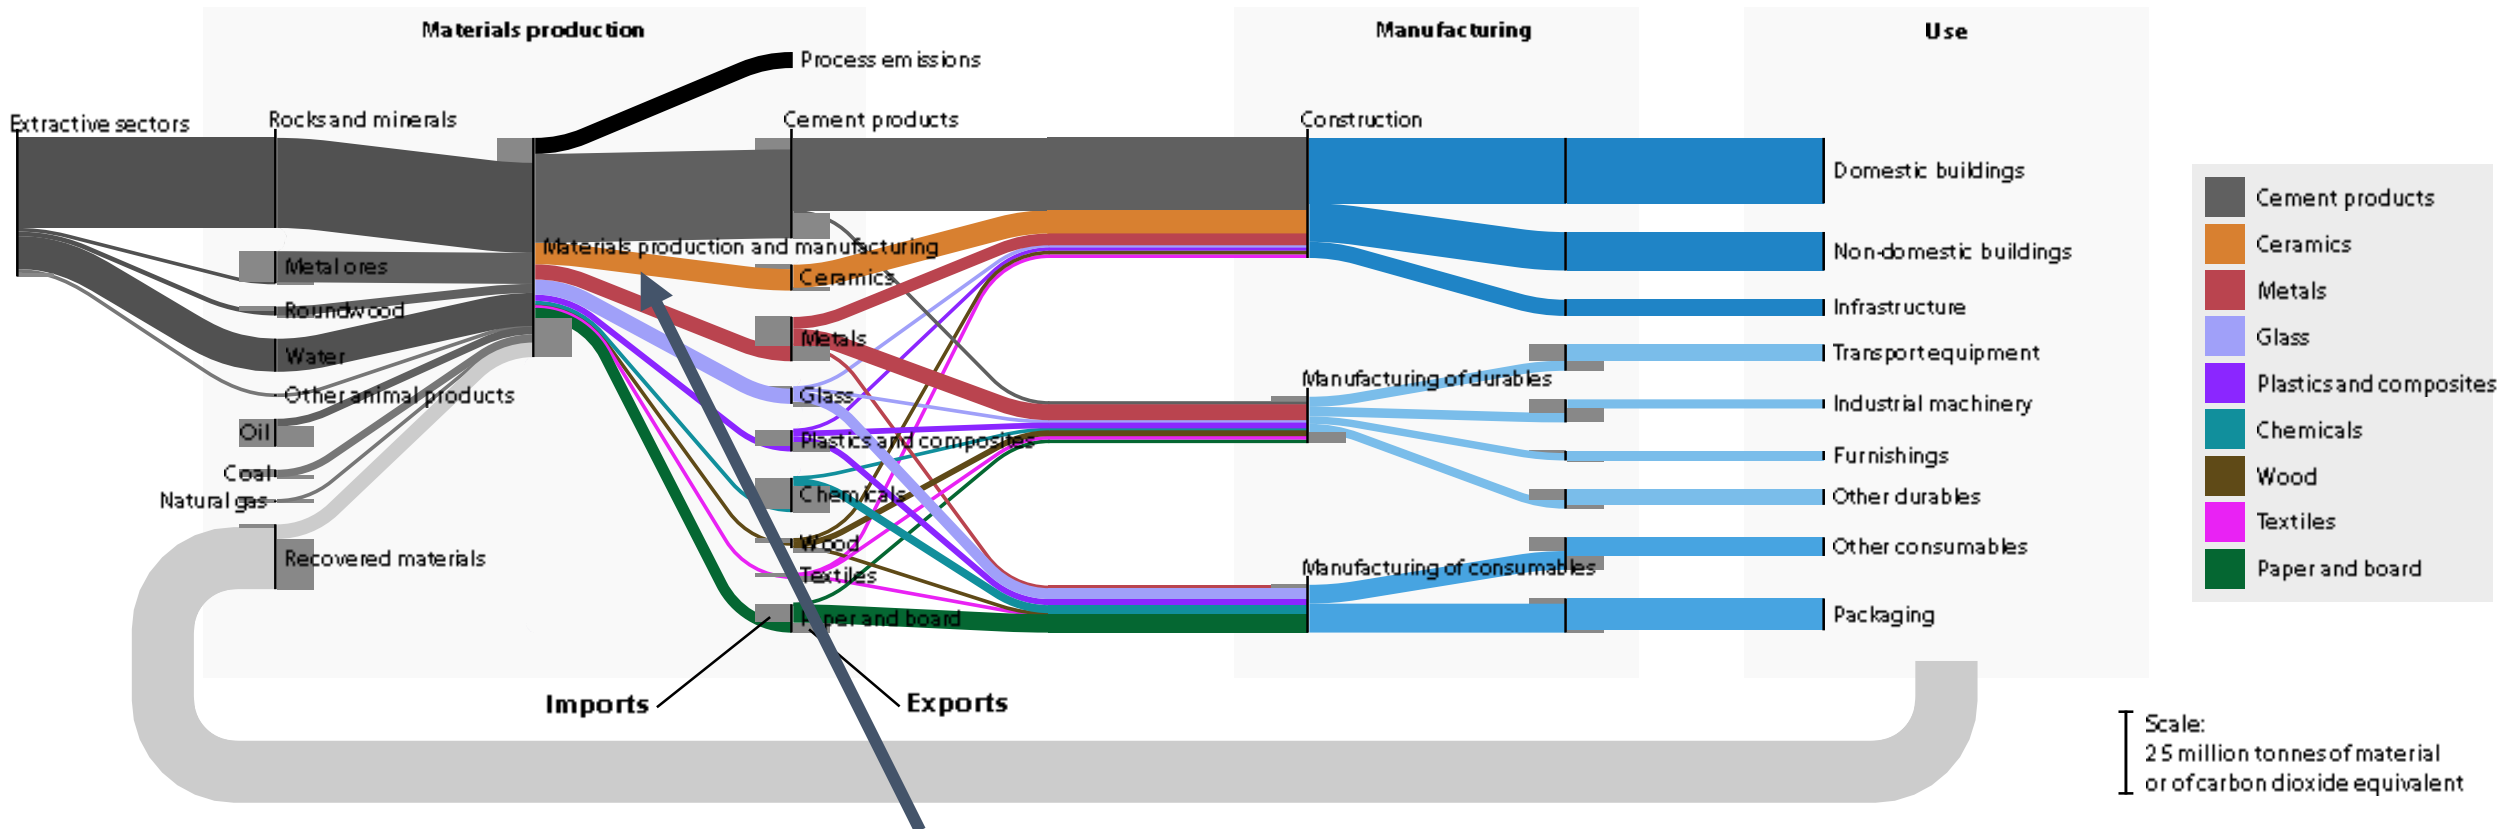 Materials production
Manufacturing
Use
Process emissions
Extractive sectors
Rocks and minerals
Cement products
Construction
Domestic buildings
Materials production and manufacturing
Non-domestic buildings
Metal ores
Ceramics
Roundwood
Infrastructure
Metals
Water
Transport equipment
Manufacturing of durables
Other animal products
Glass
Industrial machinery
Oil
Plastics and composites
Furnishings
Coal
Natural gas
Chemicals
Other durables
Wood
Other consumables
Recovered materials
Textiles
Manufacturing of consumables
Paper and board
Packaging
Imports
Exports
Cement products
Ceramics
Metals
Glass
Plastics and composites
Chemicals
Wood
Textiles
Paper and board
Scale:
25 million tonnes of material
or of carbon dioxide equivalent